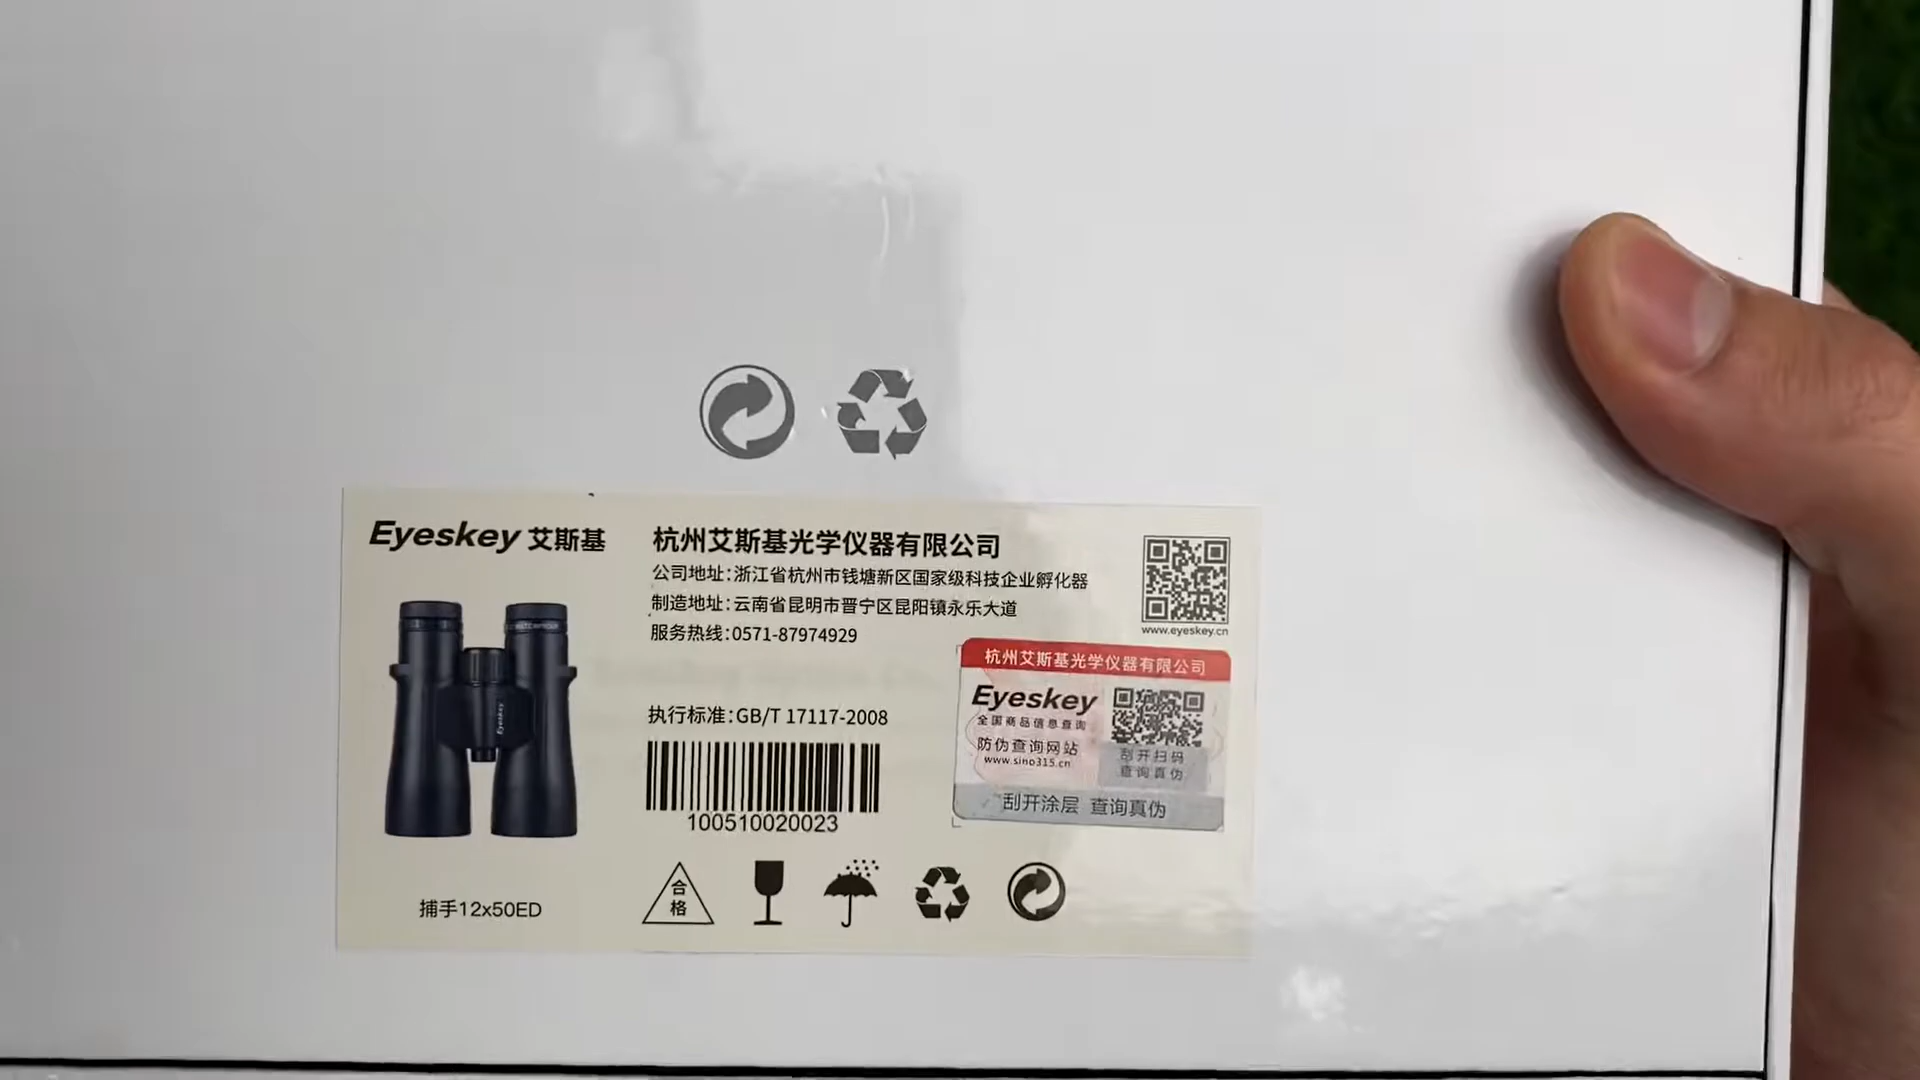 Eyeskey 艾斯基
杭州艾斯基光学仪器有限公司
公司地址:浙江省杭州市钱塘新区国家级科技企业孵化器
制造地址:云南省昆明市晋宁区昆阳镇永乐大道
服务热线:0571-87974929
www.eyeskey.cn
执行标准:GB/T 17117-2008
100510020023
杭州艾斯基光学仪器有限公司
Eyeskey
全国商品信息查询
防伪查询网站
www.sino315.cn
刮开扫码
查询真伪
刮开涂层 查询真伪
Eyeskey
捕手12x50ED
合
格